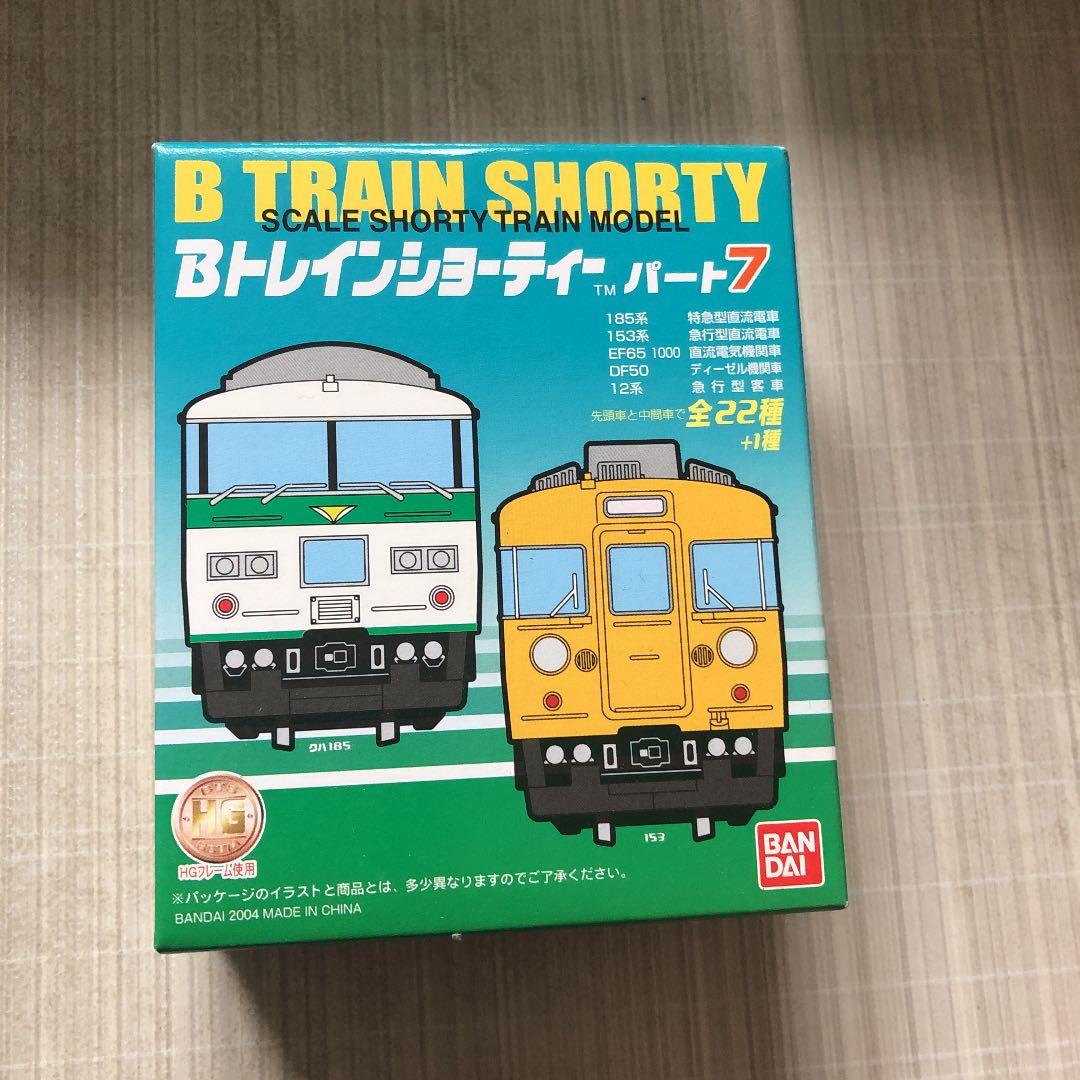 B TRAIN SHORTY
SCALE SHORTY TRAIN MODEL
Bトレインショーティー™ パート7
185系 特急型直流電車
153系 急行型直流電車
EF65 1000 直流電気機関車
DF50 ディーゼル機関車
12系 急行型客車
先頭車と中間車で 全22種
+1種
クハ185
153
HG
HGフレーム使用
BAN
DAI
※パッケージのイラストと商品とは、多少異なりますのでご了承ください。
BANDAI 2004 MADE IN CHINA